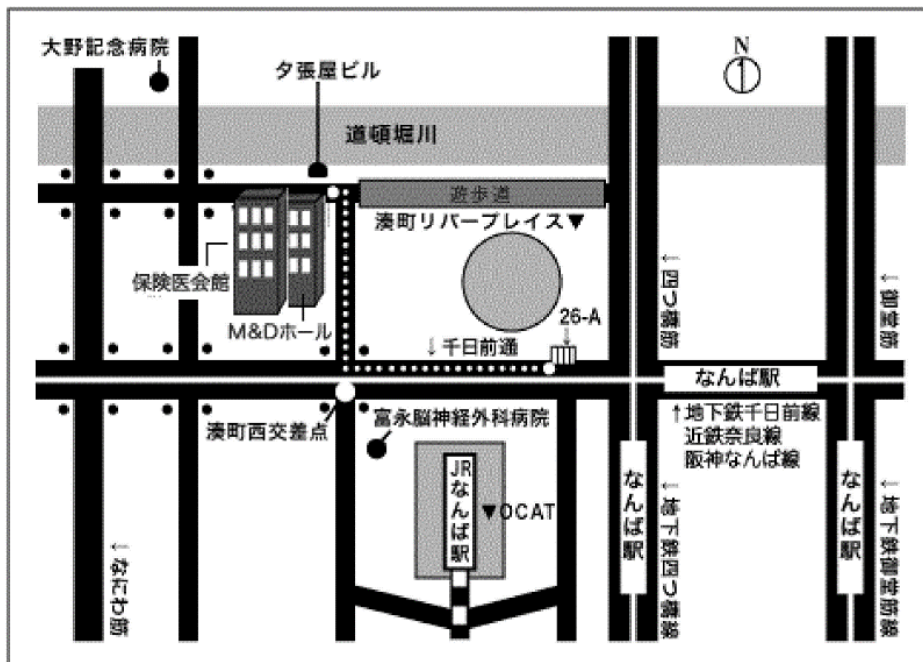 大野記念病院
夕張屋ビル
N
道頓堀川
遊歩道
湊町リバープレイス▼
保険医会館
M&Dホール
26-A
↓
↓千日前通
↓四つ橋筋
↓御堂筋
なんば駅
湊町西交差点
富永脳神経外科病院
↑地下鉄千日前線
近鉄奈良線
阪神なんば線
JRなんば駅
▼OCAT
なんば駅
↓地下鉄四つ橋線
なんば駅
↓地下鉄御堂筋線
↓なにわ筋